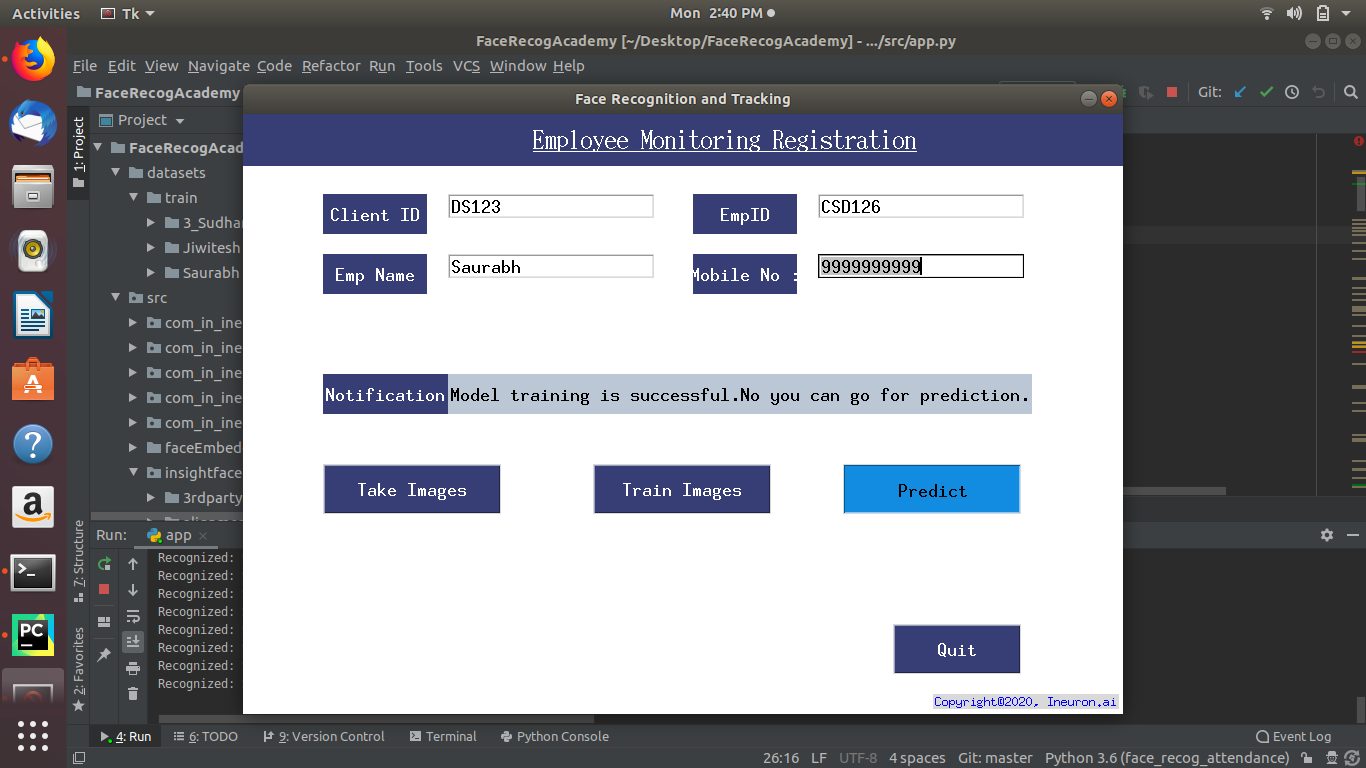 Activities Tk Mon 2:40 PM
FaceRecogAcademy [~/Desktop/FaceRecogAcademy] - .../src/app.py
File Edit View Navigate Code Refactor Run Tools VCS Window Help
FaceRecogAcademy Git:
Face Recognition and Tracking
1: Project
Project
Employee Monitoring Registration
FaceRecogAcad
datasets
train
3_Sudhar
Jiwitesh
Saurabh
src
com_in_ine
com_in_ine
com_in_ine
com_in_ine
com_in_ine
faceEmbed
insightface
3rdparty
Client ID DS123 EmpID CSD126
Emp Name Saurabh Mobile No : 9999999999
Notification Model training is successful.No you can go for prediction.
Take Images Train Images Predict
Quit
Copyright@2020, Ineuron.ai
7: Structure
2: Favorites
Run: app
Recognized:
Recognized:
Recognized:
Recognized:
Recognized:
Recognized:
Recognized:
Recognized:
4: Run 6: TODO 9: Version Control Terminal Python Console Event Log
26:16 LF UTF-8 4 spaces Git: master Python 3.6 (face_recog_attendance)